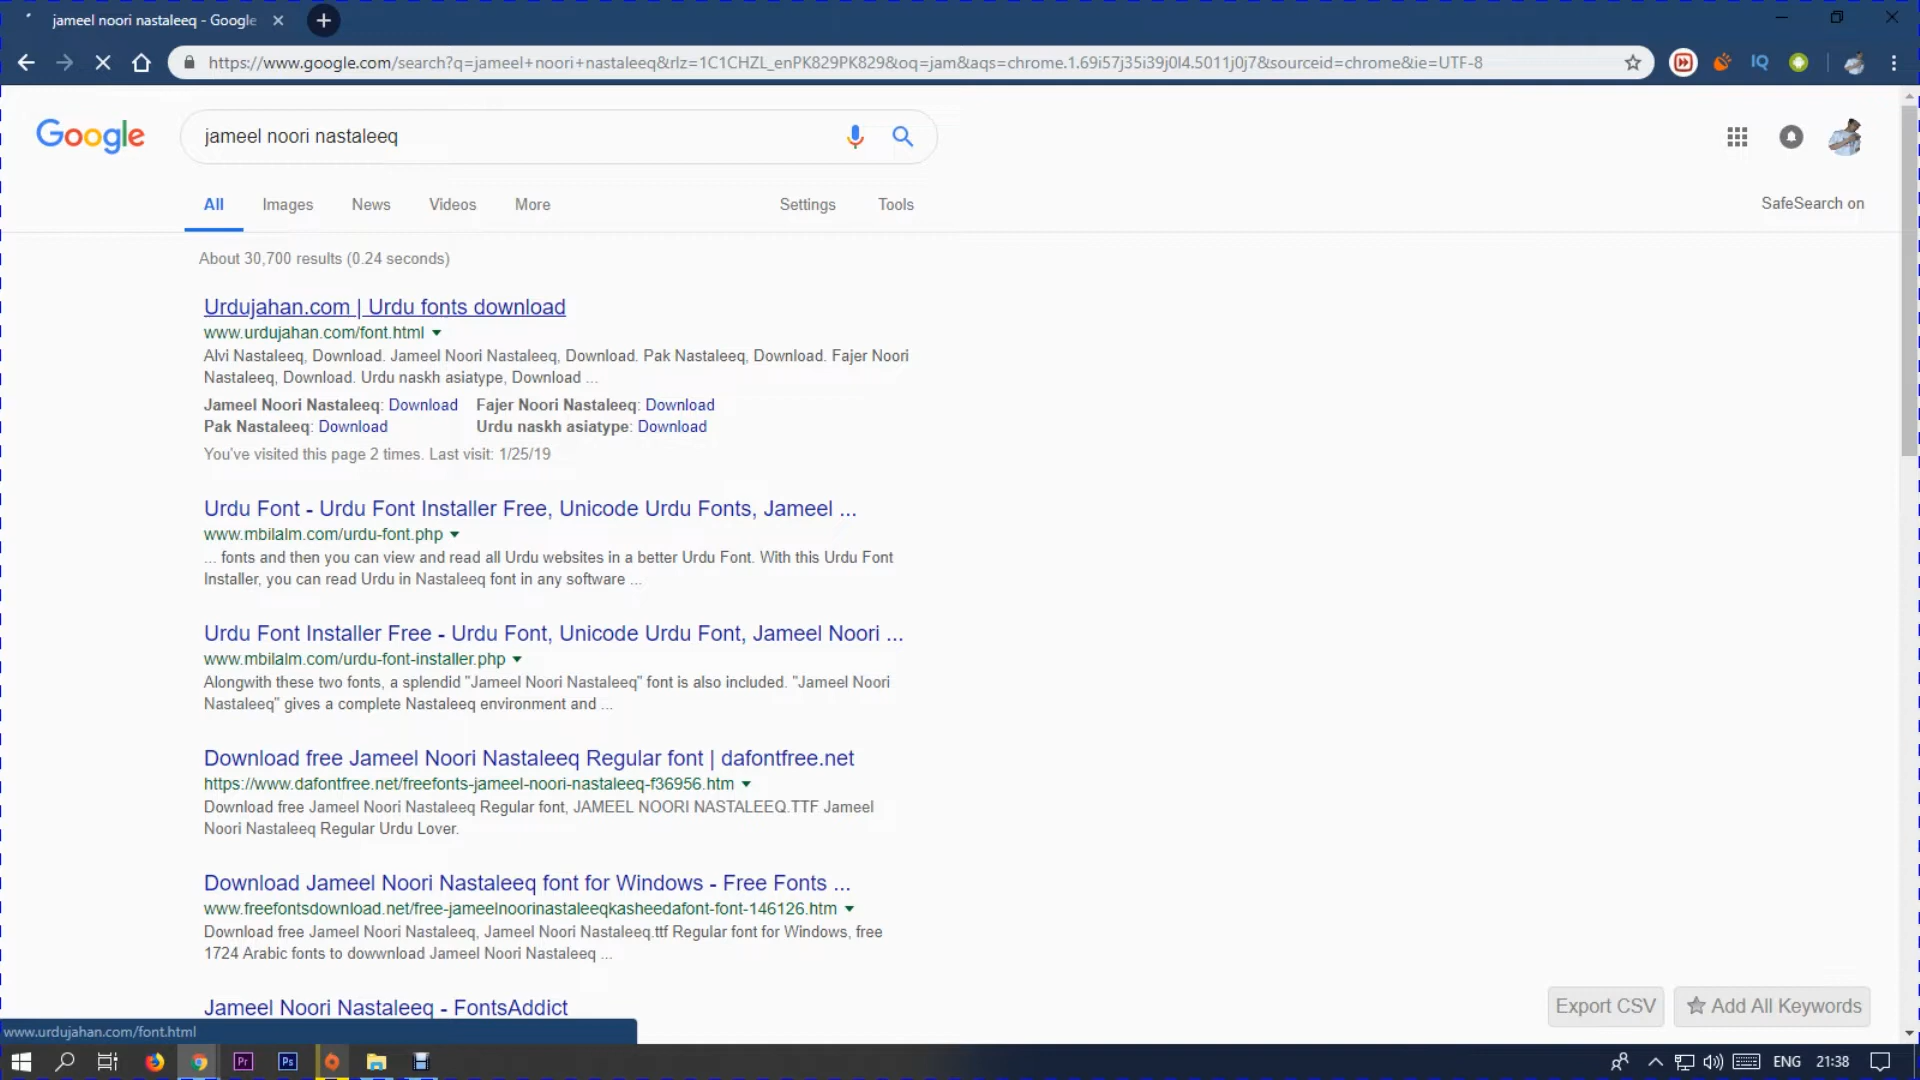 jameel noori nastaleeq - Google
https://www.google.com/search?q=jameel+noori+nastaleeq&rlz=1C1CHZL_enPK829PK829&oq=jam&aqs=chrome.1.69i57j35i39j0l4.5011j0j7&sourceid=chrome&ie=UTF-8
IQ
Google
jameel noori nastaleeq
All Images News Videos More Settings Tools
SafeSearch on
About 30,700 results (0.24 seconds)
Urdujahan.com | Urdu fonts download
www.urdujahan.com/font.html
Alvi Nastaleeq, Download. Jameel Noori Nastaleeq, Download. Pak Nastaleeq, Download. Fajer Noori
Nastaleeq, Download. Urdu naskh asiatype, Download ...
Jameel Noori Nastaleeq: Download Fajer Noori Nastaleeq: Download
Pak Nastaleeq: Download Urdu naskh asiatype: Download
You've visited this page 2 times. Last visit: 1/25/19
Urdu Font - Urdu Font Installer Free, Unicode Urdu Fonts, Jameel ...
www.mbilalm.com/urdu-font.php
... fonts and then you can view and read all Urdu websites in a better Urdu Font. With this Urdu Font
Installer, you can read Urdu in Nastaleeq font in any software ...
Urdu Font Installer Free - Urdu Font, Unicode Urdu Font, Jameel Noori ...
www.mbilalm.com/urdu-font-installer.php
Alongwith these two fonts, a splendid "Jameel Noori Nastaleeq" font is also included. "Jameel Noori
Nastaleeq" gives a complete Nastaleeq environment and ...
Download free Jameel Noori Nastaleeq Regular font | dafontfree.net
https://www.dafontfree.net/freefonts-jameel-noori-nastaleeq-f36956.htm
Download free Jameel Noori Nastaleeq Regular font, JAMEEL NOORI NASTALEEQ.TTF Jameel
Noori Nastaleeq Regular Urdu Lover.
Download Jameel Noori Nastaleeq font for Windows - Free Fonts ...
www.freefontsdownload.net/free-jameelnoorinastaleeqkasheedafont-font-146126.htm
Download free Jameel Noori Nastaleeq, Jameel Noori Nastaleeq.ttf Regular font for Windows, free
1724 Arabic fonts to dowwnload Jameel Noori Nastaleeq ...
Jameel Noori Nastaleeq - FontsAddict
Export CSV Add All Keywords
www.urdujahan.com/font.html
Pr Ps ENG 21:38